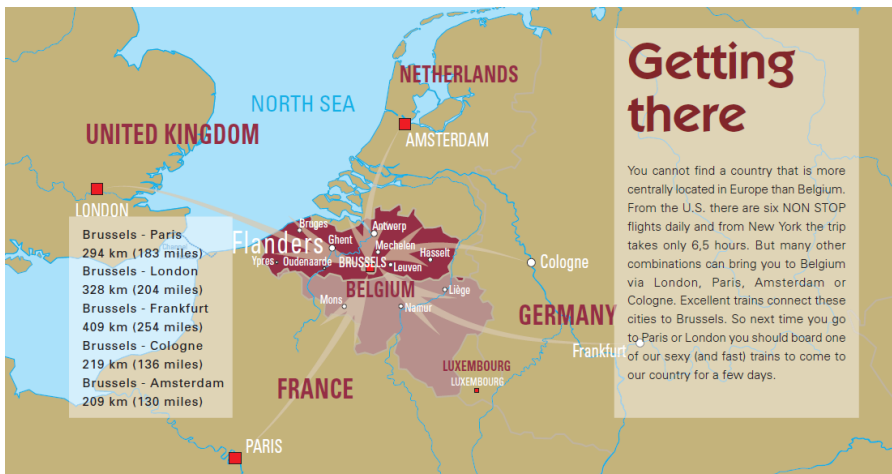 NETHERLANDS
NORTH SEA
UNITED KINGDOM
AMSTERDAM
LONDON
Brussels - Paris
294 km (183 miles)
Brussels - London
328 km (204 miles)
Brussels - Frankfurt
409 km (254 miles)
Brussels - Cologne
219 km (136 miles)
Brussels - Amsterdam
209 km (130 miles)
Bruges
Antwerp
Flanders
Ghent
Mechelen
Hasselt
Ypres
Oudenaarde
BRUSSELS
Leuven
Cologne
BELGIUM
Liège
Mons
Namur
GERMANY
Frankfurt
LUXEMBOURG
LUXEMBOURG
FRANCE
PARIS
Getting
there
You cannot find a country that is more
centrally located in Europe than Belgium.
From the U.S. there are six NON STOP
flights daily and from New York the trip
takes only 6,5 hours. But many other
combinations can bring you to Belgium
via London, Paris, Amsterdam or
Cologne. Excellent trains connect these
cities to Brussels. So next time you go
to Paris or London you should board one
of our sexy (and fast) trains to come to
our country for a few days.